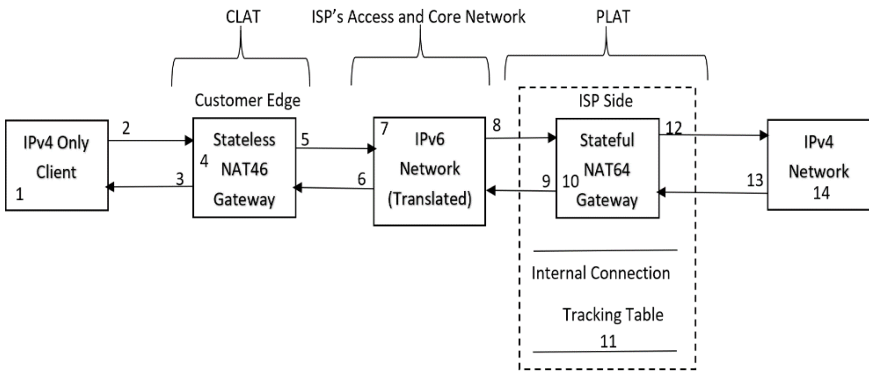 CLAT
ISP's Access and Core Network
PLAT
Customer Edge
ISP Side
IPv4 Only
Client
1
2
3
Stateless
NAT46
Gateway
4
5
6
7
IPv6
Network
(Translated)
8
9
Stateful
NAT64
Gateway
10
12
13
IPv4
Network
14
Internal Connection
Tracking Table
11